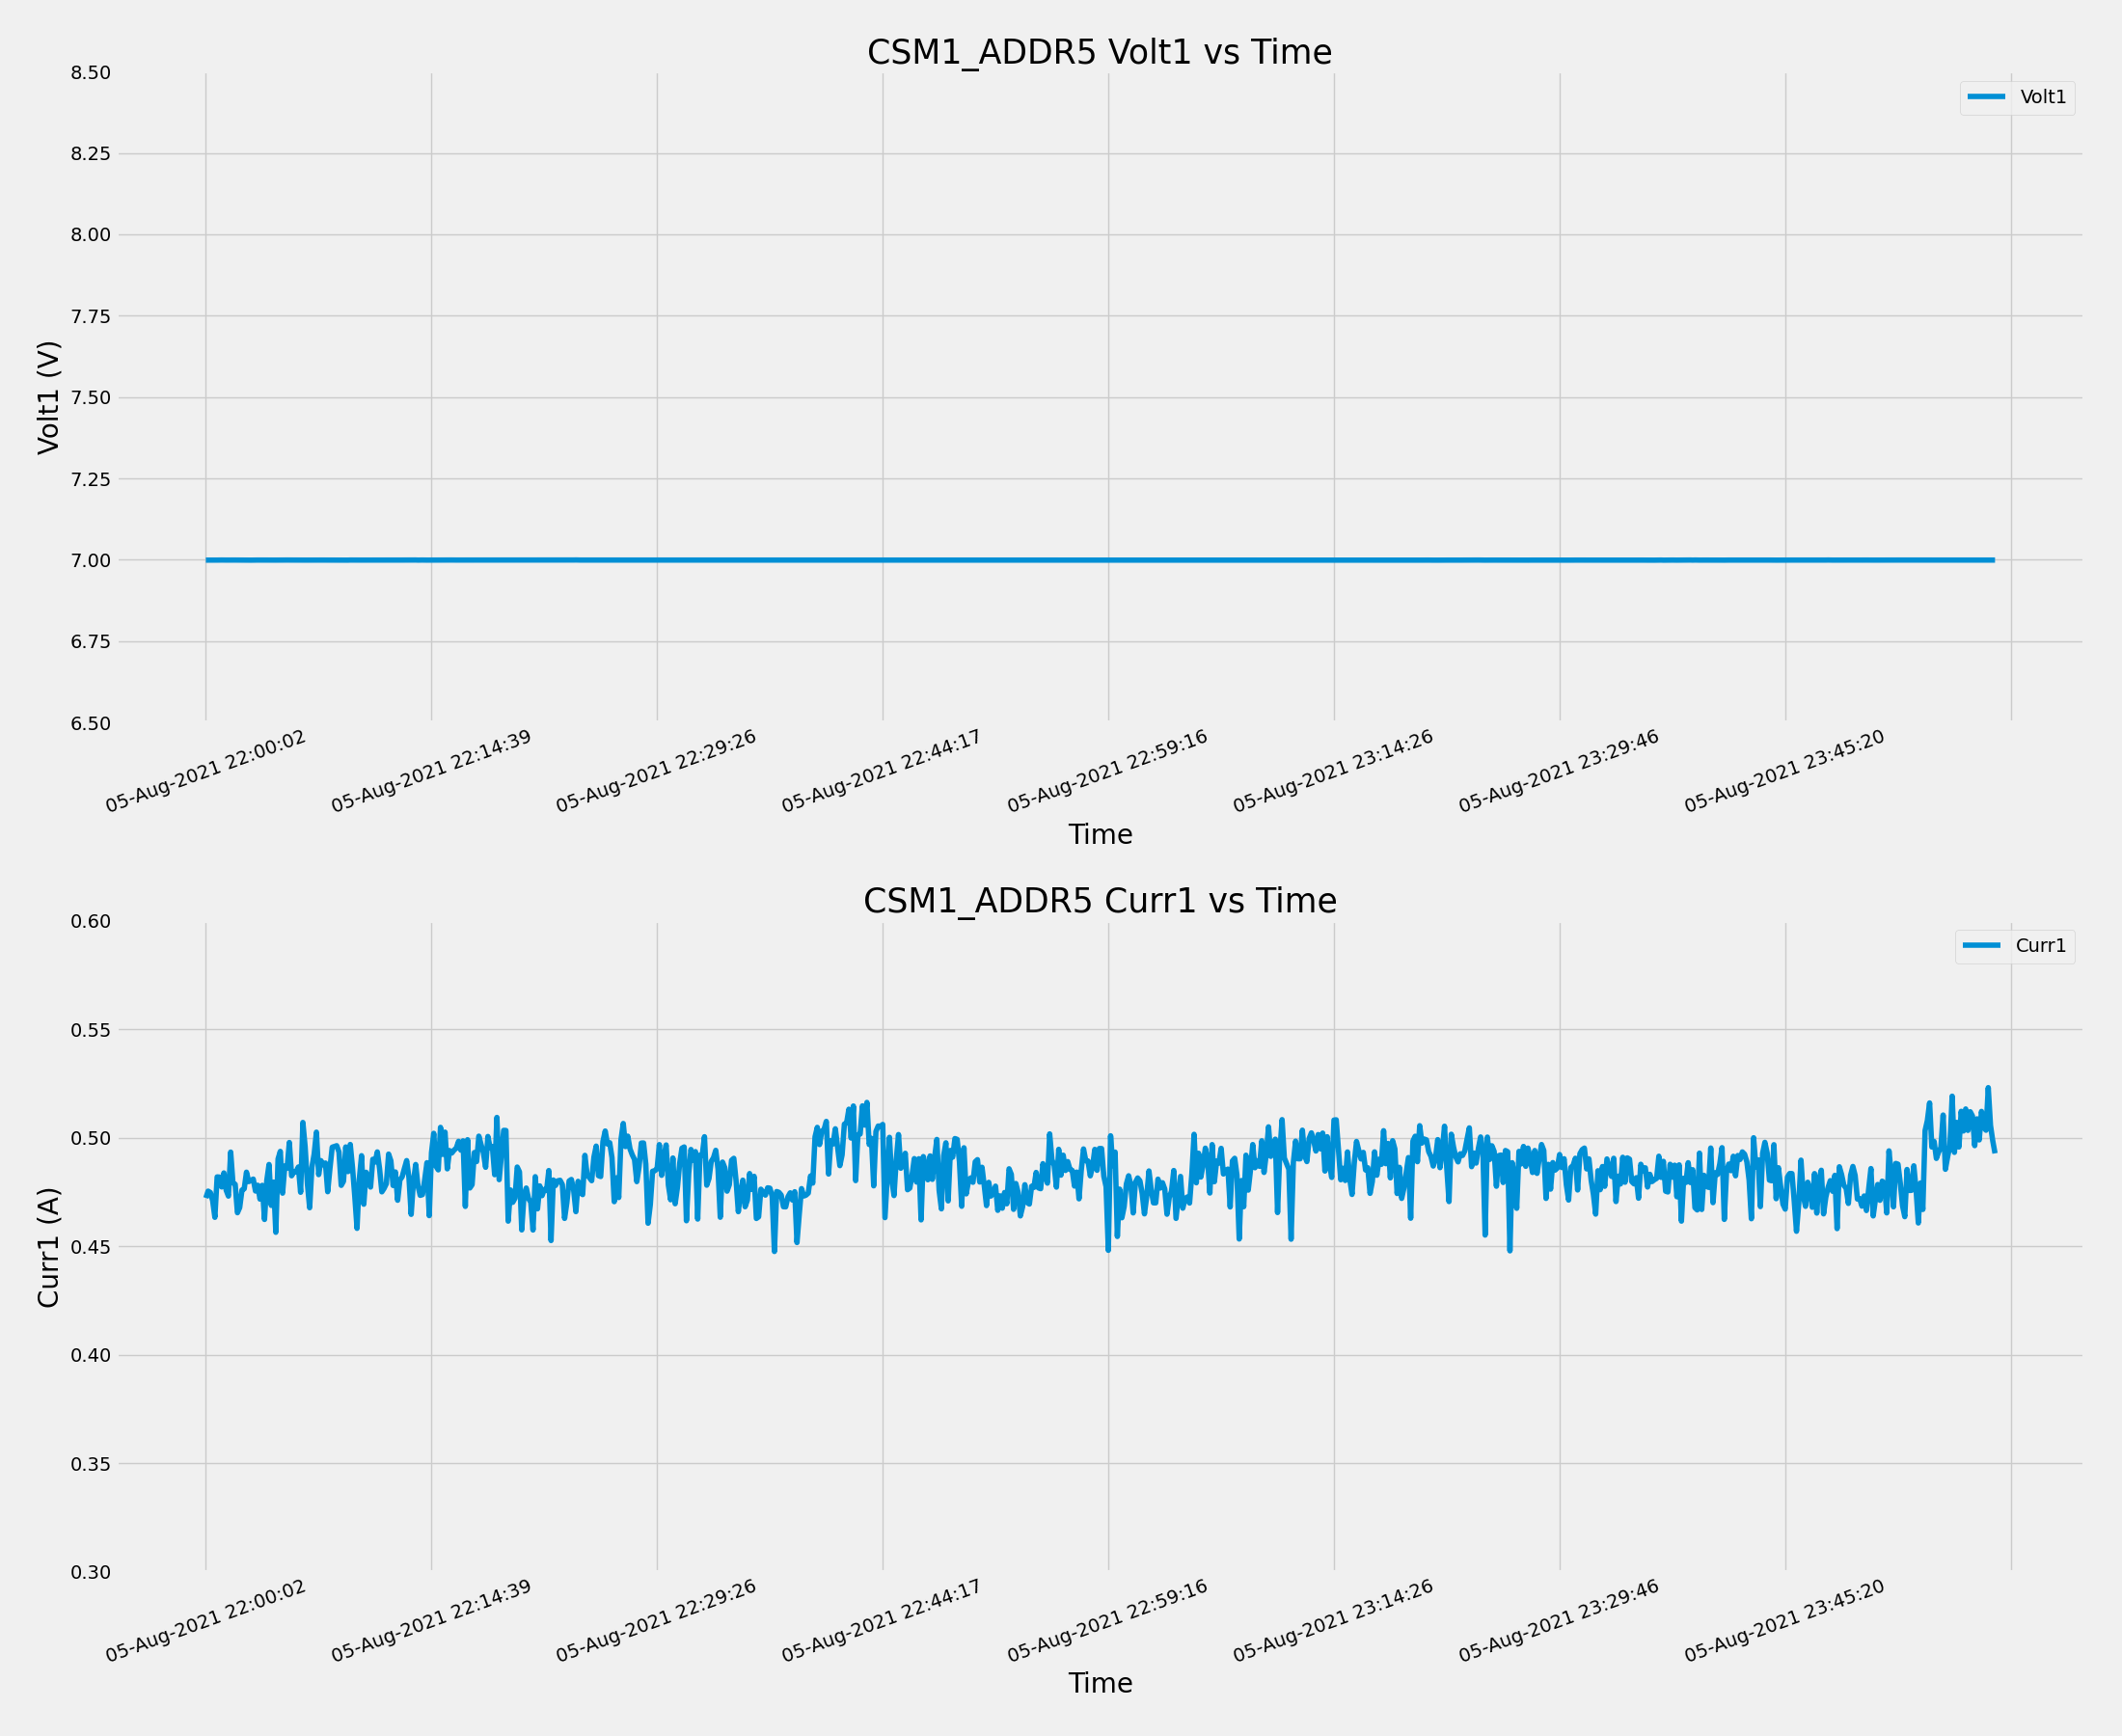 CSM1_ADDR5 Volt1 vs Time
8.50
8.25
8.00
7.75
7.50
7.25
7.00
6.75
6.50
Volt1 (V)
Volt1
05-Aug-2021 22:00:02
05-Aug-2021 22:14:39
05-Aug-2021 22:29:26
05-Aug-2021 22:44:17
05-Aug-2021 22:59:16
05-Aug-2021 23:14:26
05-Aug-2021 23:29:46
05-Aug-2021 23:45:20
Time
CSM1_ADDR5 Curr1 vs Time
0.60
0.55
0.50
0.45
0.40
0.35
0.30
Curr1 (A)
Curr1
05-Aug-2021 22:00:02
05-Aug-2021 22:14:39
05-Aug-2021 22:29:26
05-Aug-2021 22:44:17
05-Aug-2021 22:59:16
05-Aug-2021 23:14:26
05-Aug-2021 23:29:46
05-Aug-2021 23:45:20
Time